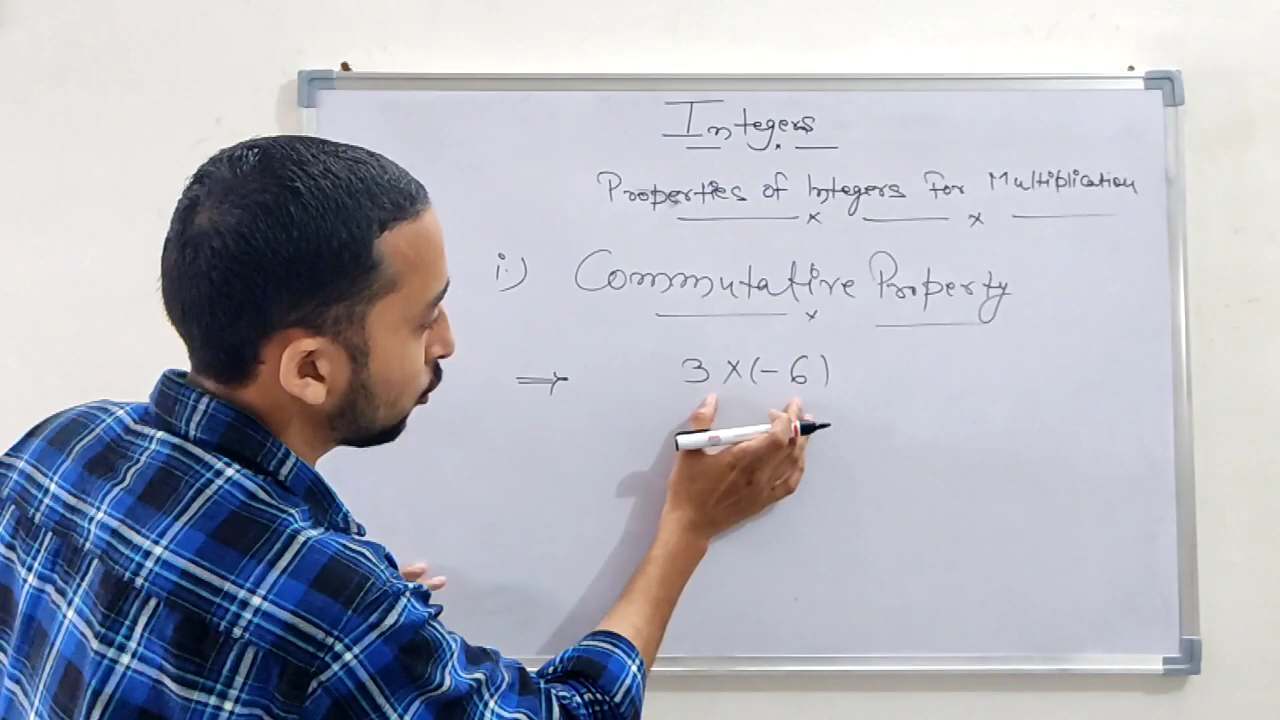 Integers
Properties of Integers For Multiplication
i.) Commutative Property
⇒ 3 × (- 6)